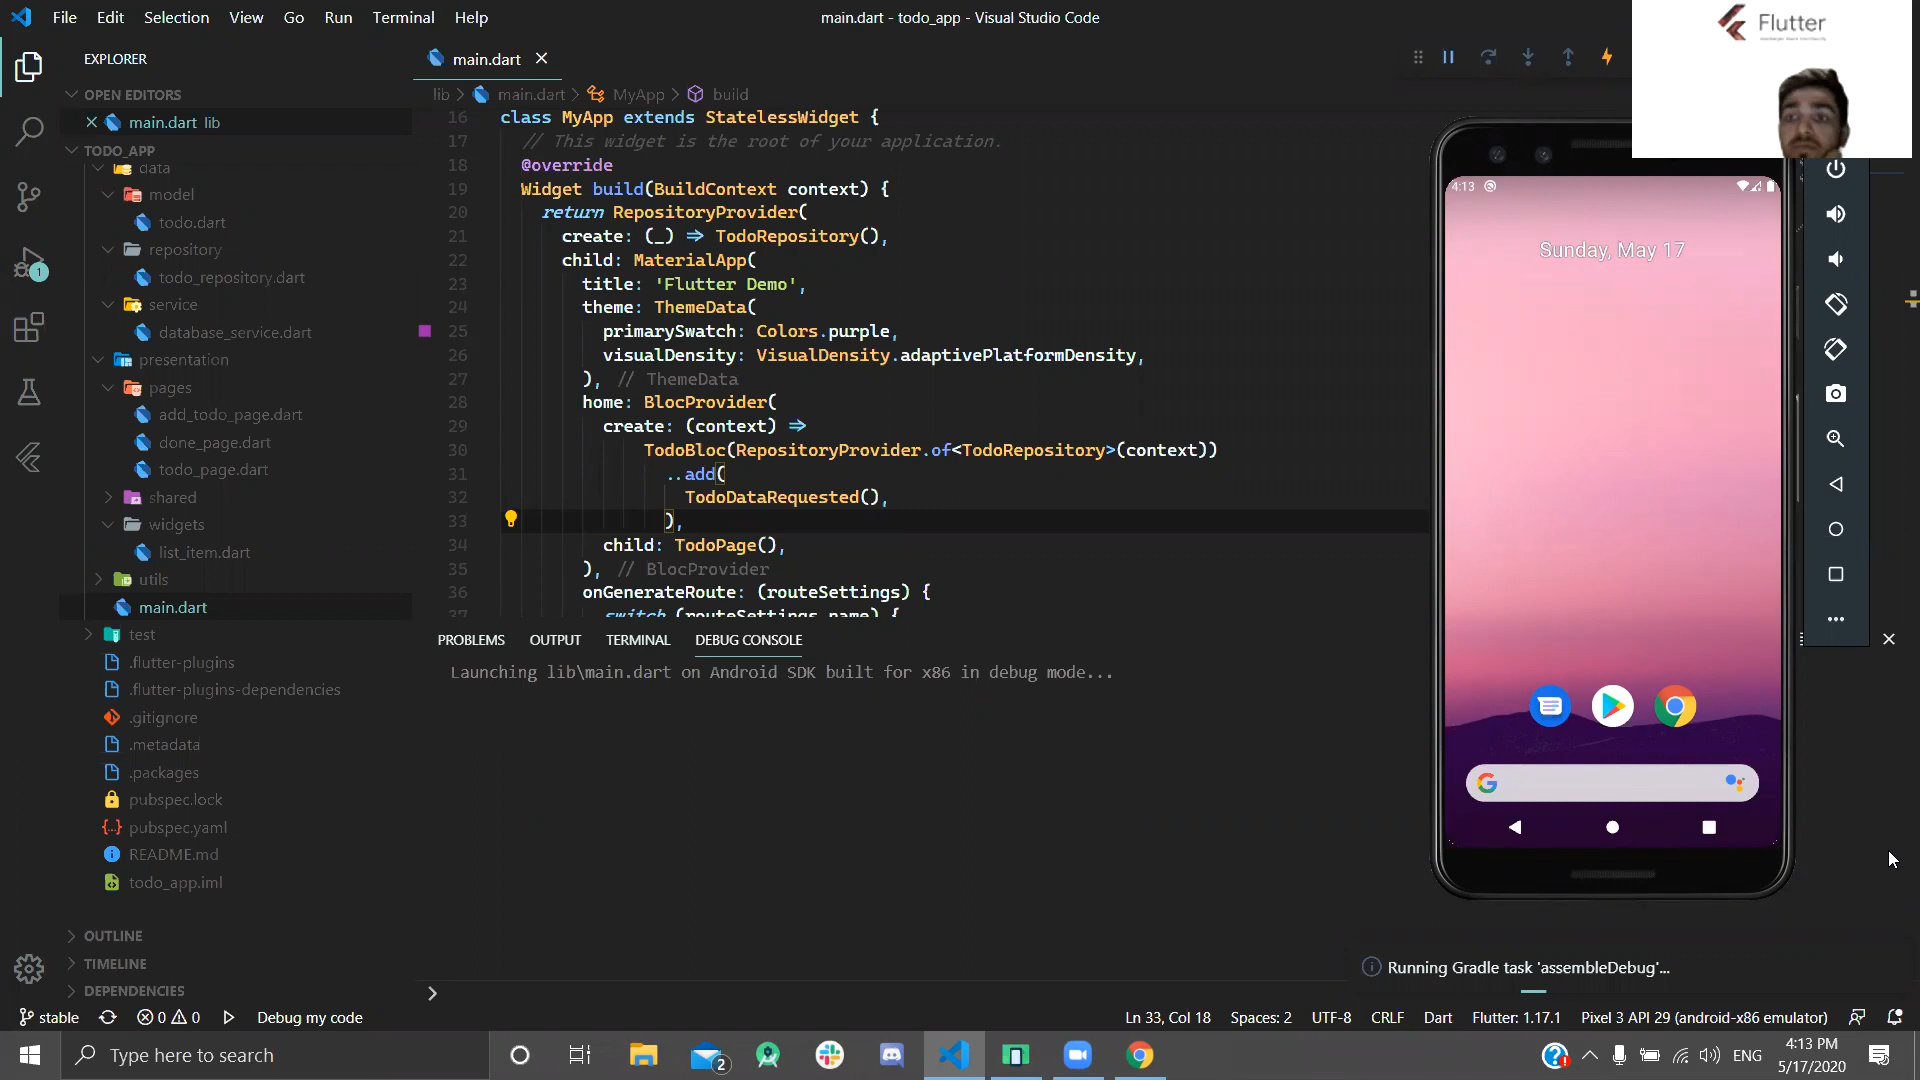 File Edit Selection View Go Run Terminal Help
main.dart - todo_app - Visual Studio Code
Flutter
EXPLORER
OPEN EDITORS
main.dart lib
TODO_APP
data
model
todo.dart
repository
todo_repository.dart
service
database_service.dart
presentation
pages
add_todo_page.dart
done_page.dart
todo_page.dart
shared
widgets
list_item.dart
utils
main.dart
test
.flutter-plugins
.flutter-plugins-dependencies
.gitignore
.metadata
.packages
pubspec.lock
pubspec.yaml
README.md
todo_app.iml
OUTLINE
TIMELINE
DEPENDENCIES
1
main.dart
lib > main.dart > MyApp > build
16 class MyApp extends StatelessWidget {
17 // This widget is the root of your application.
18 @override
19 Widget build(BuildContext context) {
20 return RepositoryProvider(
21 create: (_) => TodoRepository(),
22 child: MaterialApp(
23 title: 'Flutter Demo',
24 theme: ThemeData(
25 primarySwatch: Colors.purple,
26 visualDensity: VisualDensity.adaptivePlatformDensity,
27 ), // ThemeData
28 home: BlocProvider(
29 create: (context) =>
30 TodoBloc(RepositoryProvider.of<TodoRepository>(context))
31 ..add(
32 TodoDataRequested(),
33 ),
34 child: TodoPage(),
35 ), // BlocProvider
36 onGenerateRoute: (routeSettings) {
37 switch (routeSettings.name) {
PROBLEMS OUTPUT TERMINAL DEBUG CONSOLE
Launching lib\main.dart on Android SDK built for x86 in debug mode...
4:13
Sunday, May 17
Running Gradle task 'assembleDebug'...
stable 0 0 Debug my code
Ln 33, Col 18 Spaces: 2 UTF-8 CRLF Dart Flutter: 1.17.1 Pixel 3 API 29 (android-x86 emulator)
Type here to search
2
ENG
4:13 PM
5/17/2020